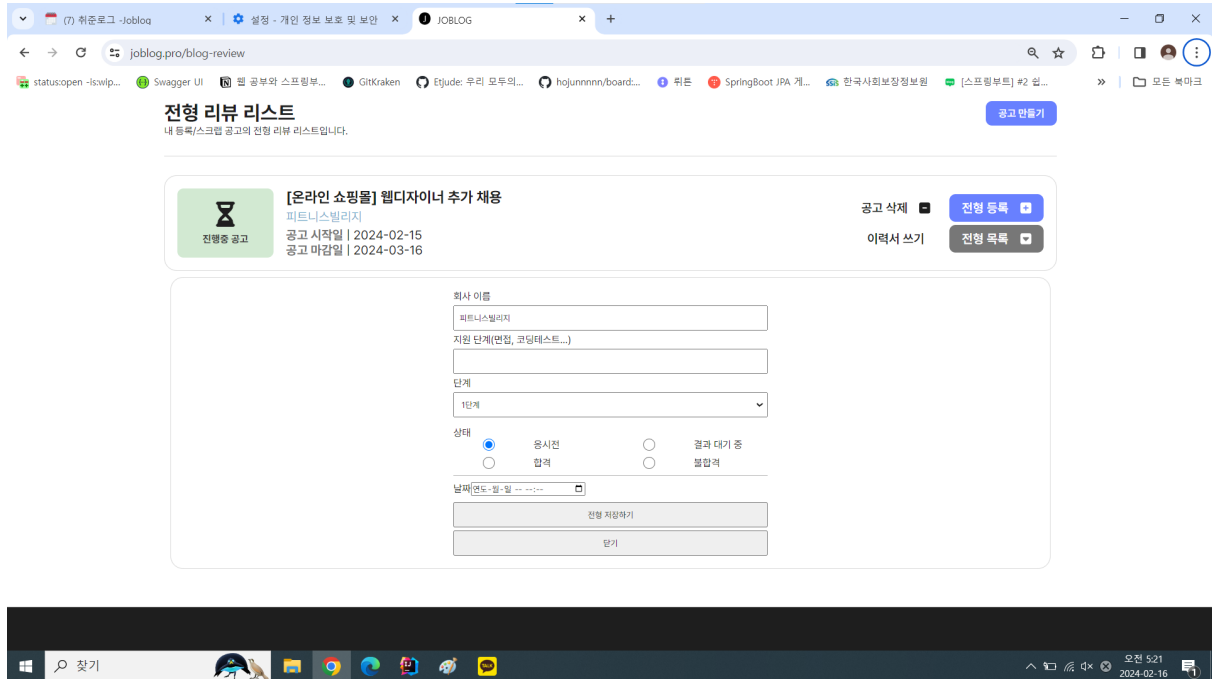 (7) 취준로그 -Jobloq
설정 - 개인 정보 보호 및 보안
JOBLOG
joblog.pro/blog-review
status:open -is:wip...
Swagger UI
웹 공부와 스프링부...
GitKraken
Etjude: 우리 모두의...
hojunnnnn/board:...
튀튼
SpringBoot JPA 게...
한국사회보장정보원
[스프링부트] #2 쉽...
모든 북마크
전형 리뷰 리스트
내 등록/스크랩 공고의 전형 리뷰 리스트입니다.
공고 만들기
진행중 공고
[온라인 쇼핑몰] 웹디자이너 추가 채용
피트니스빌리지
공고 시작일 | 2024-02-15
공고 마감일 | 2024-03-16
공고 삭제
전형 등록
이력서 쓰기
전형 목록
회사 이름
피트니스빌리지
지원 단계(면접, 코딩테스트...)
단계
1단계
상태
응시전
결과 대기 중
합격
불합격
날짜 연도-월-일 -- --:--
전형 저장하기
닫기
찾기
오전 5:21
2024-02-16